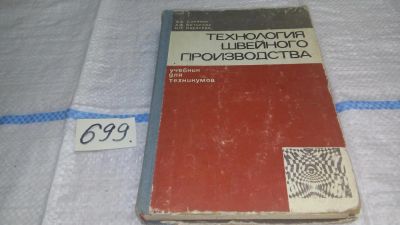 ТЕХНОЛОГИЯ
ШВЕЙНОГО
ПРОИЗВОДСТВА
учебник
для
техникумов
699.